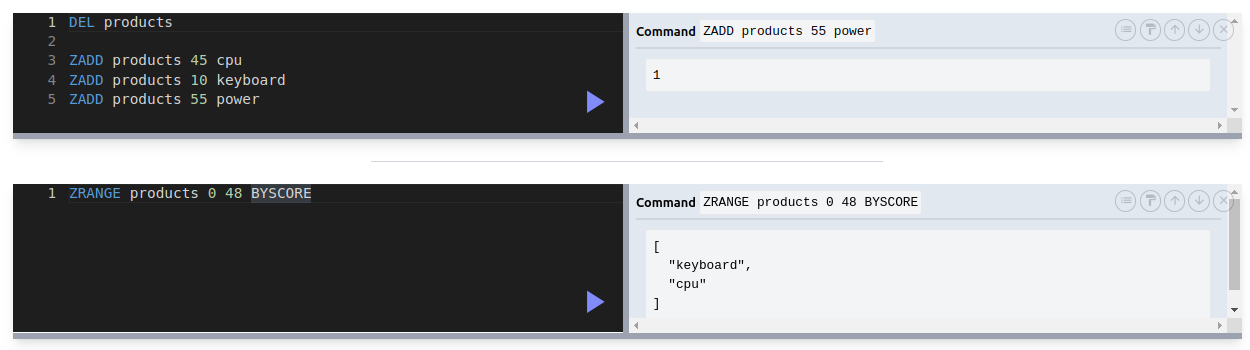 1 DEL products
2
3 ZADD products 45 cpu
4 ZADD products 10 keyboard
5 ZADD products 55 power
Command ZADD products 55 power
1
1 ZRANGE products 0 48 BYSCORE
Command ZRANGE products 0 48 BYSCORE
[
"keyboard",
"cpu"
]